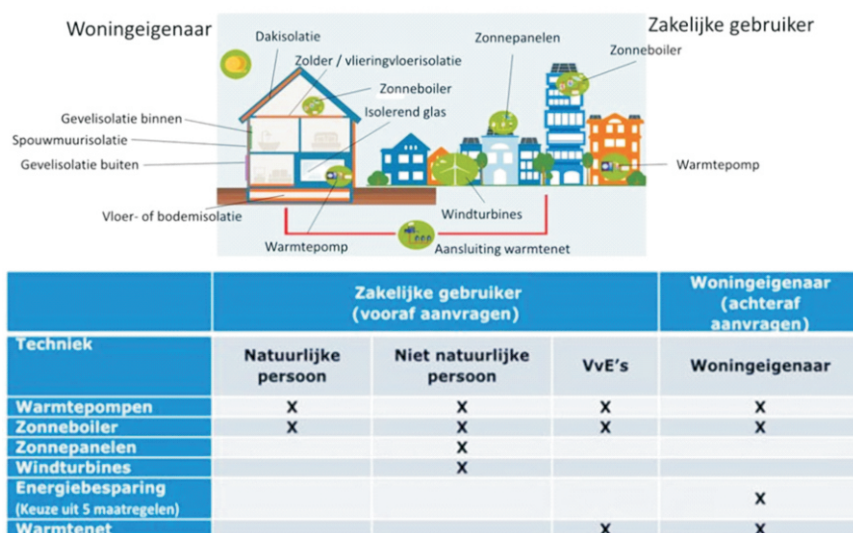 Woningeigenaar
Zakelijke gebruiker
Dakisolatie
Zonnepanelen
Zonneboiler
Zolder / vlieringvloerisolatie
Zonneboiler
Isolerend glas
Gevelisolatie binnen
Spouwmuurisolatie
Gevelisolatie buiten
Warmtepomp
Vloer- of bodemisolatie
Windturbines
Warmtepomp
Aansluiting warmtenet
Zakelijke gebruiker
(vooraf aanvragen)
Woningeigenaar
(achteraf
aanvragen)
Techniek
Natuurlijke
persoon
Niet natuurlijke
persoon
VvE's
Woningeigenaar
Warmtepompen X X X X
Zonneboiler X X X X
Zonnepanelen X
Windturbines X
Energiebesparing
(Keuze uit 5 maatregelen) X
Warmtenet X X